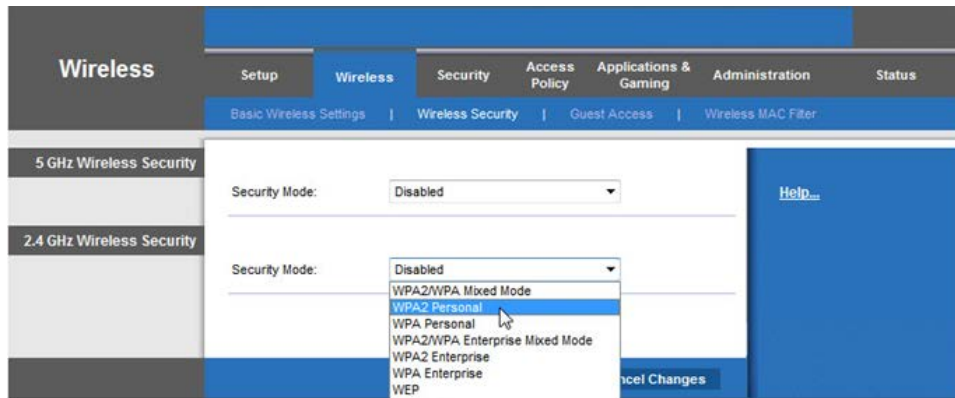 Wireless
Setup Wireless Security Access Policy Applications & Gaming Administration Status
Basic Wireless Settings | Wireless Security | Guest Access | Wireless MAC Filter
5 GHz Wireless Security
Security Mode: Disabled
Help...
2.4 GHz Wireless Security
Security Mode: Disabled
WPA2/WPA Mixed Mode
WPA2 Personal
WPA Personal
WPA2/WPA Enterprise Mixed Mode
WPA2 Enterprise
WPA Enterprise
WEP
Changes